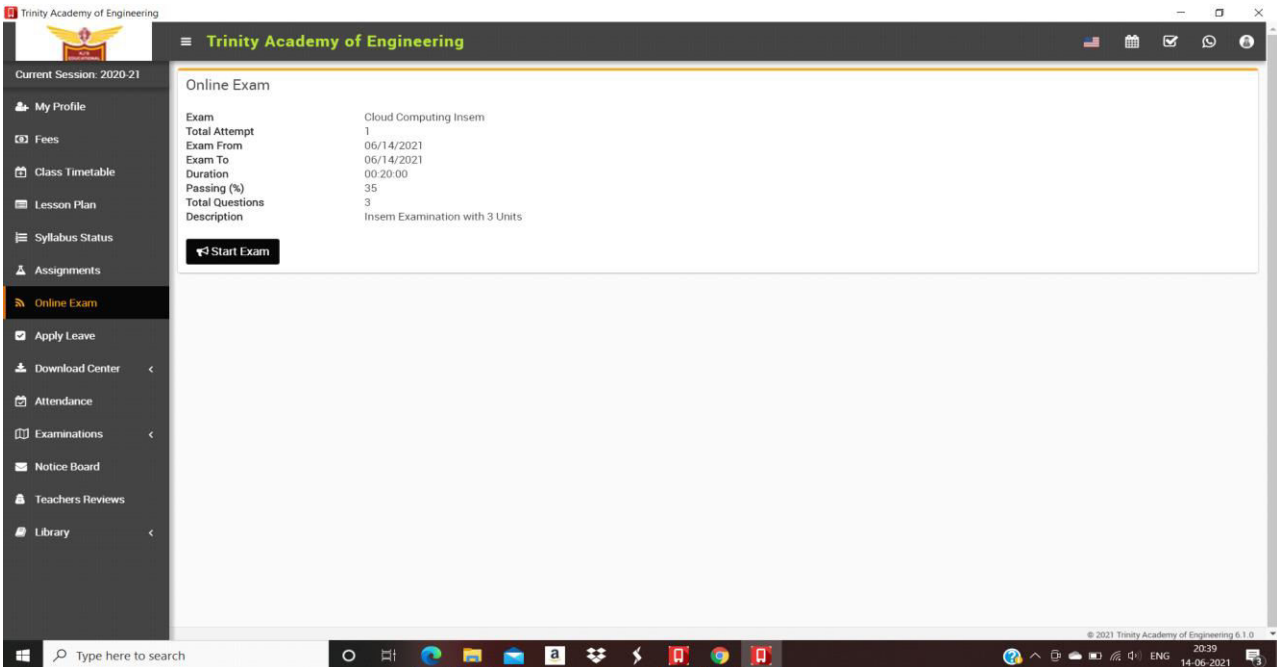 Trinity Academy of Engineering
Trinity Academy of Engineering
Current Session: 2020-21
My Profile
Fees
Class Timetable
Lesson Plan
Syllabus Status
Assignments
Online Exam
Apply Leave
Download Center
Attendance
Examinations
Notice Board
Teachers Reviews
Library
Online Exam
Exam Cloud Computing Insem
Total Attempt 1
Exam From 06/14/2021
Exam To 06/14/2021
Duration 00:20:00
Passing (%) 35
Total Questions 3
Description Insem Examination with 3 Units
Start Exam
© 2021 Trinity Academy of Engineering 6.1.0
Type here to search
a
ENG
20:39
14-06-2021
3